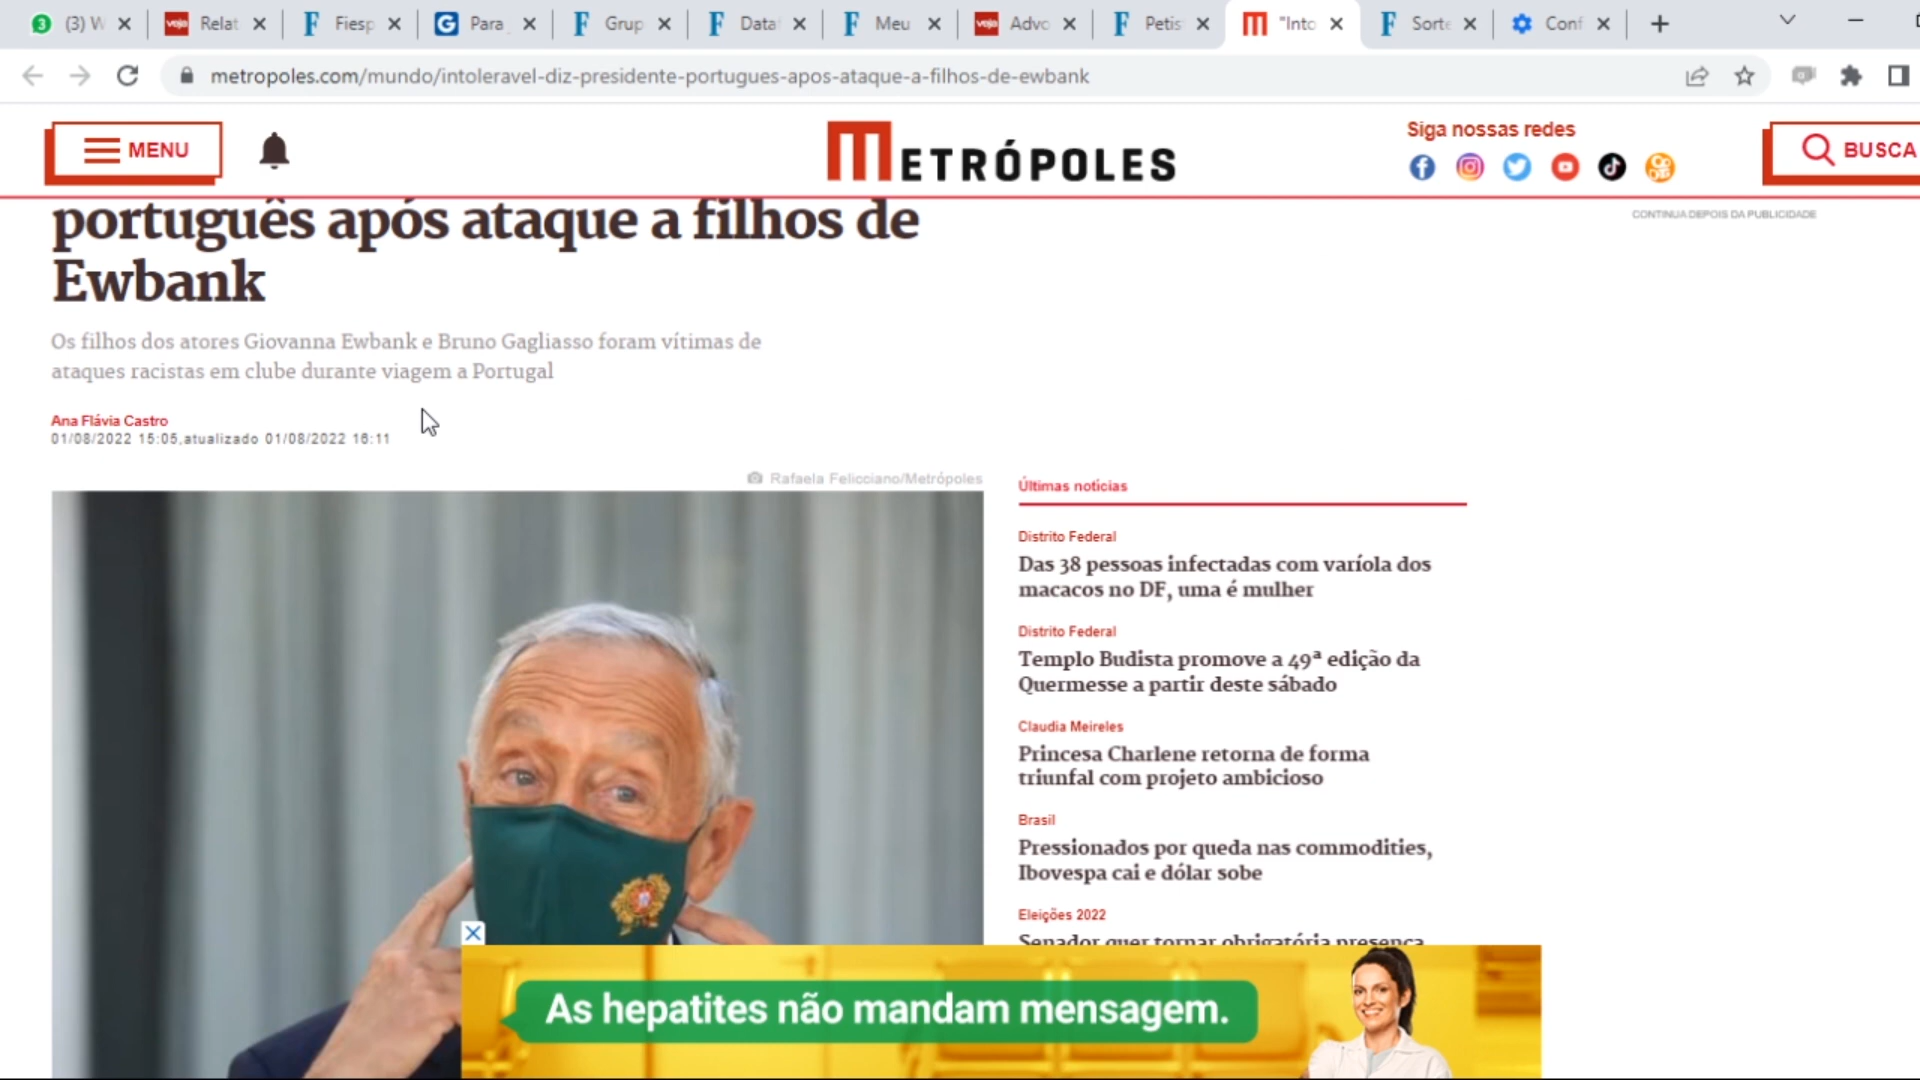 (3) W
Relat
Fiesp
Para
Grup
Data
Meu
Advo
Petis
"Into
Sorte
Conf
metropoles.com/mundo/intoleravel-diz-presidente-portugues-apos-ataque-a-filhos-de-ewbank
MENU
METRÓPOLES
Siga nossas redes
BUSCA
português após ataque a filhos de
Ewbank
CONTINUA DEPOIS DA PUBLICIDADE
Os filhos dos atores Giovanna Ewbank e Bruno Gagliasso foram vítimas de
ataques racistas em clube durante viagem a Portugal
Ana Flávia Castro
01/08/2022 15:05,atualizado 01/08/2022 16:11
Rafaela Felicciano/Metrópoles
Últimas notícias
Distrito Federal
Das 38 pessoas infectadas com varíola dos
macacos no DF, uma é mulher
Distrito Federal
Templo Budista promove a 49ª edição da
Quermesse a partir deste sábado
Claudia Meireles
Princesa Charlene retorna de forma
triunfal com projeto ambicioso
Brasil
Pressionados por queda nas commodities,
Ibovespa cai e dólar sobe
Eleições 2022
Senador quer tornar obrigatória presença
As hepatites não mandam mensagem.